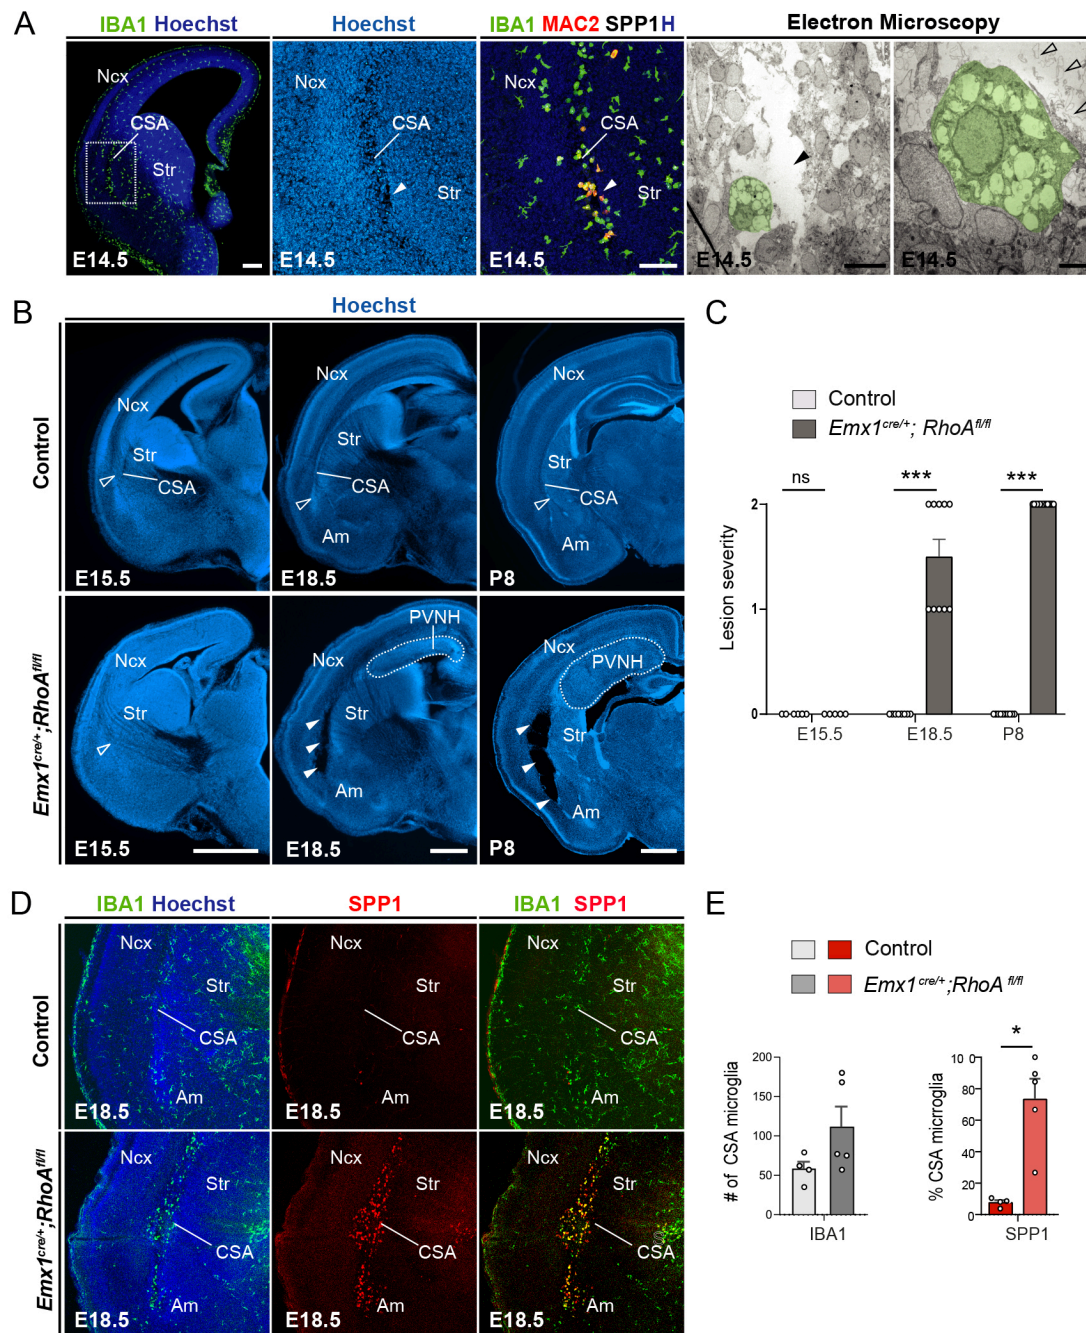 A
IBA1 Hoechst
Hoechst
IBA1 MAC2 SPP1H
Electron Microscopy
Ncx
CSA
Str
E14.5
Ncx
CSA
Str
E14.5
Ncx
CSA
Str
E14.5
E14.5
E14.5
B
Hoechst
Control
Ncx
Str
CSA
E15.5
Ncx
Str
CSA
Am
E18.5
Ncx
Str
CSA
Am
P8
Emx1cre/+;RhoAfl/fl
Ncx
Str
E15.5
PVNH
Ncx
Str
Am
E18.5
Ncx
PVNH
Str
Am
P8
C
Control
Emx1cre/+; RhoAfl/fl
ns
***
***
2
1
0
Lesion severity
E15.5
E18.5
P8
D
IBA1 Hoechst
SPP1
IBA1 SPP1
Control
Ncx
Str
CSA
Am
E18.5
Ncx
Str
CSA
Am
E18.5
Ncx
Str
CSA
Am
E18.5
Emx1cre/+;RhoAfl/fl
Ncx
Str
CSA
Am
E18.5
Ncx
Str
CSA
Am
E18.5
Ncx
Str
CSA
Am
E18.5
E
Control
Emx1cre/+;RhoA fl/fl
# of CSA microglia
200
150
100
50
0
IBA1
*
% CSA microglia
10 0
80
60
40
20
0
SPP1